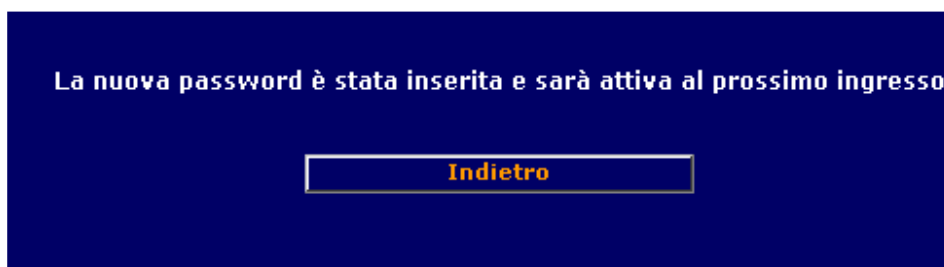 La nuova password è stata inserita e sarà attiva al prossimo ingresso
Indietro